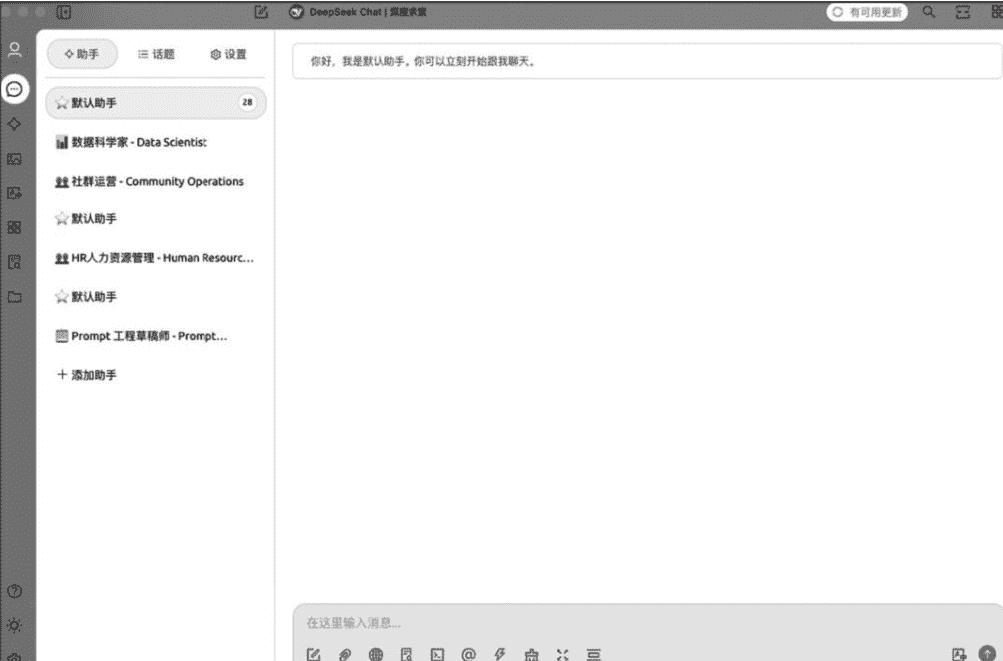 DeepSeek Chat | 深度求索
有可用更新
助手
话题
设置
默认助手
28
数据科学家 - Data Scientist
社群运营 - Community Operations
默认助手
HR人力资源管理 - Human Resourc...
默认助手
Prompt 工程草稿师 - Prompt...
+ 添加助手
你好，我是默认助手。你可以立刻开始跟我聊天。
在这里输入消息...